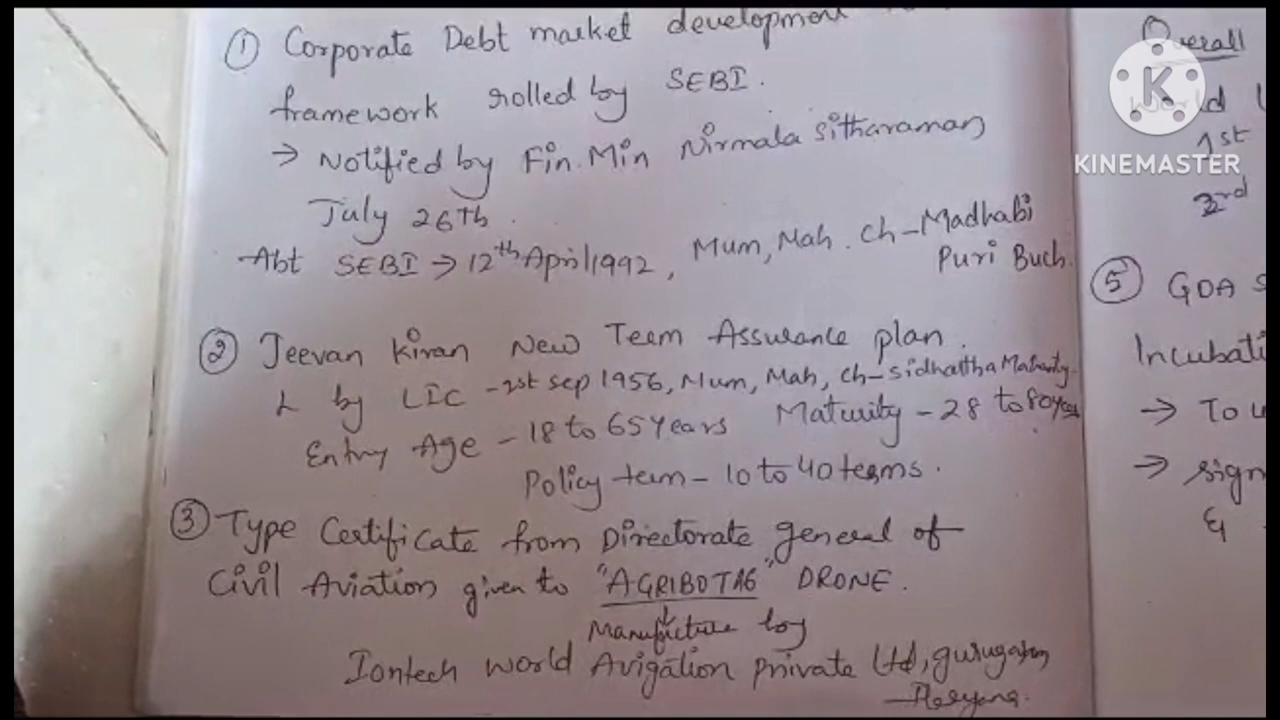 ① Corporate Debt market development
framework rolled by SEBI.
→ Notified by Fin. Min Nirmala Sitharaman
July 26th.
Abt SEBI → 12th April 1992, Mum, Mah. Ch - Madhabi
Puri Buch.
② Jeevan Kiran New Term Assurance plan.
by LIC - 1st Sep 1956, Mum, Mah, ch - Sidhartha Mohanty.
Entry Age - 18 to 65 Years Maturity - 28 to 80 years
Policy term - 10 to 40 terms.
③ Type Certificate from Directorate general of
Civil Aviation given to "AGRIBOT A6" DRONE.
Manufacture by
Iontech World Avigation private Ltd, gurugram,
Haryana.
Overall
World
1st
3rd
⑤ GDA S
Incubati
→ To
→ Sign
&
K
KINEMASTER